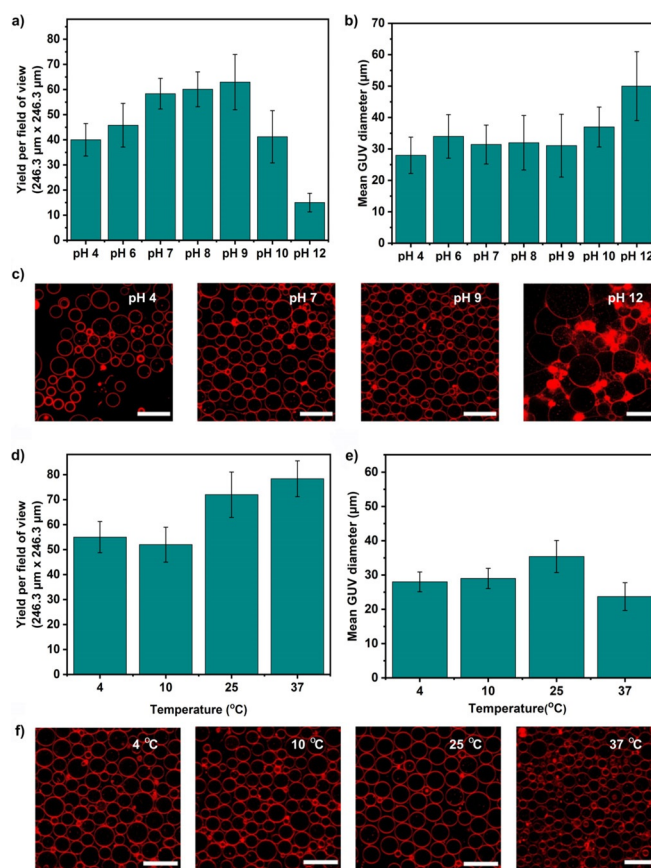 a)
80
70
60
50
40
30
20
10
0
Yield per field of view
(246.3 µm x 246.3 µm)
pH 4 pH 6 pH 7 pH 8 pH 9 pH 10 pH 12
b)
70
60
50
40
30
20
10
0
Mean GUV diameter (µm)
pH 4 pH 6 pH 7 pH 8 pH 9 pH 10 pH 12
c)
pH 4
pH 7
pH 9
pH 12
d)
90
80
70
60
50
40
30
20
10
0
Yield per field of view
(246.3 µm x 246.3 µm)
4 10 25 37
Temperature (°C)
e)
60
50
40
30
20
10
0
Mean GUV diameter (µm)
4 10 25 37
Temperature(°C)
f)
4 °C
10 °C
25 °C
37 °C